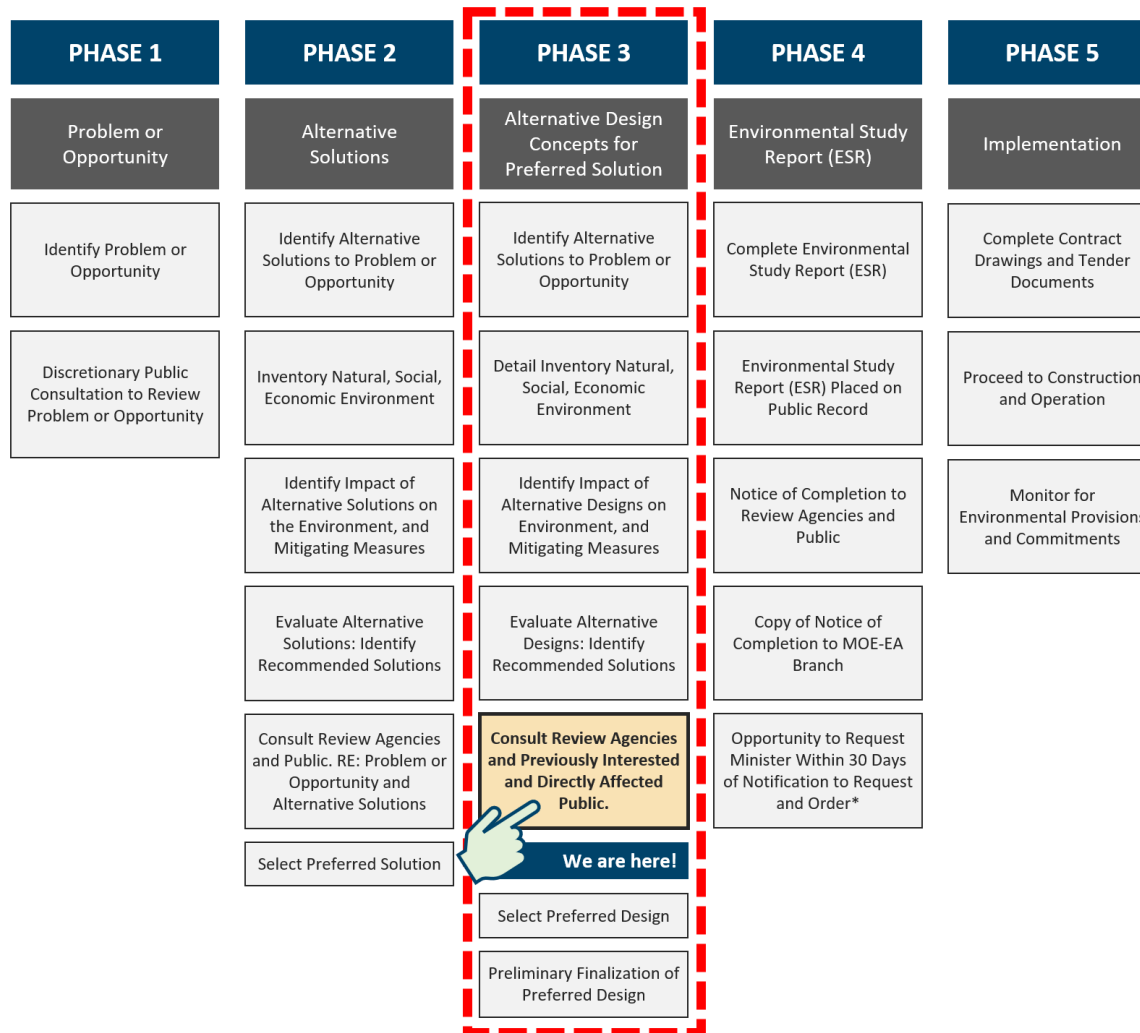 PHASE 1
Problem or
Opportunity
Identify Problem or
Opportunity
Discretionary Public
Consultation to Review
Problem or Opportunity
PHASE 2
Alternative
Solutions
Identify Alternative
Solutions to Problem or
Opportunity
Inventory Natural, Social,
Economic Environment
Identify Impact of
Alternative Solutions on
the Environment, and
Mitigating Measures
Evaluate Alternative
Solutions: Identify
Recommended Solutions
Consult Review Agencies
and Public. RE: Problem or
Opportunity and
Alternative Solutions
Select Preferred Solution
PHASE 3
Alternative Design
Concepts for
Preferred Solution
Identify Alternative
Solutions to Problem or
Opportunity
Detail Inventory Natural,
Social, Economic
Environment
Identify Impact of
Alternative Designs on
Environment, and
Mitigating Measures
Evaluate Alternative
Designs: Identify
Recommended Solutions
Consult Review Agencies
and Previously Interested
and Directly Affected
Public.
We are here!
Select Preferred Design
Preliminary Finalization of
Preferred Design
PHASE 4
Environmental Study
Report (ESR)
Complete Environmental
Study Report (ESR)
Environmental Study
Report (ESR) Placed on
Public Record
Notice of Completion to
Review Agencies and
Public
Copy of Notice of
Completion to MOE-EA
Branch
Opportunity to Request
Minister Within 30 Days
of Notification to Request
and Order*
PHASE 5
Implementation
Complete Contract
Drawings and Tender
Documents
Proceed to Construction
and Operation
Monitor for
Environmental Provisions
and Commitments